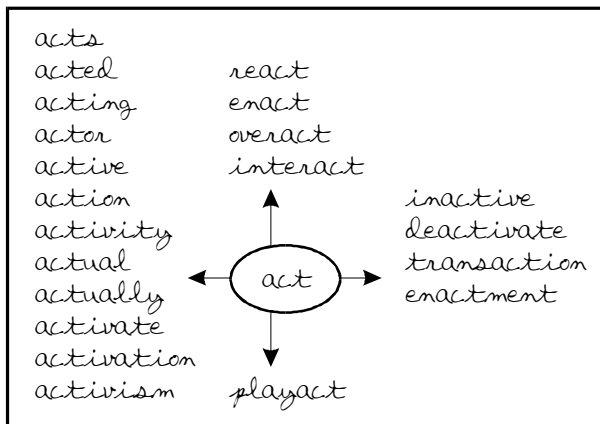 acts
acted
acting
actor
active
action
activity
actual
actually
activate
activation
activism
react
enact
overact
interact
act
playact
inactive
deactivate
transaction
enactment